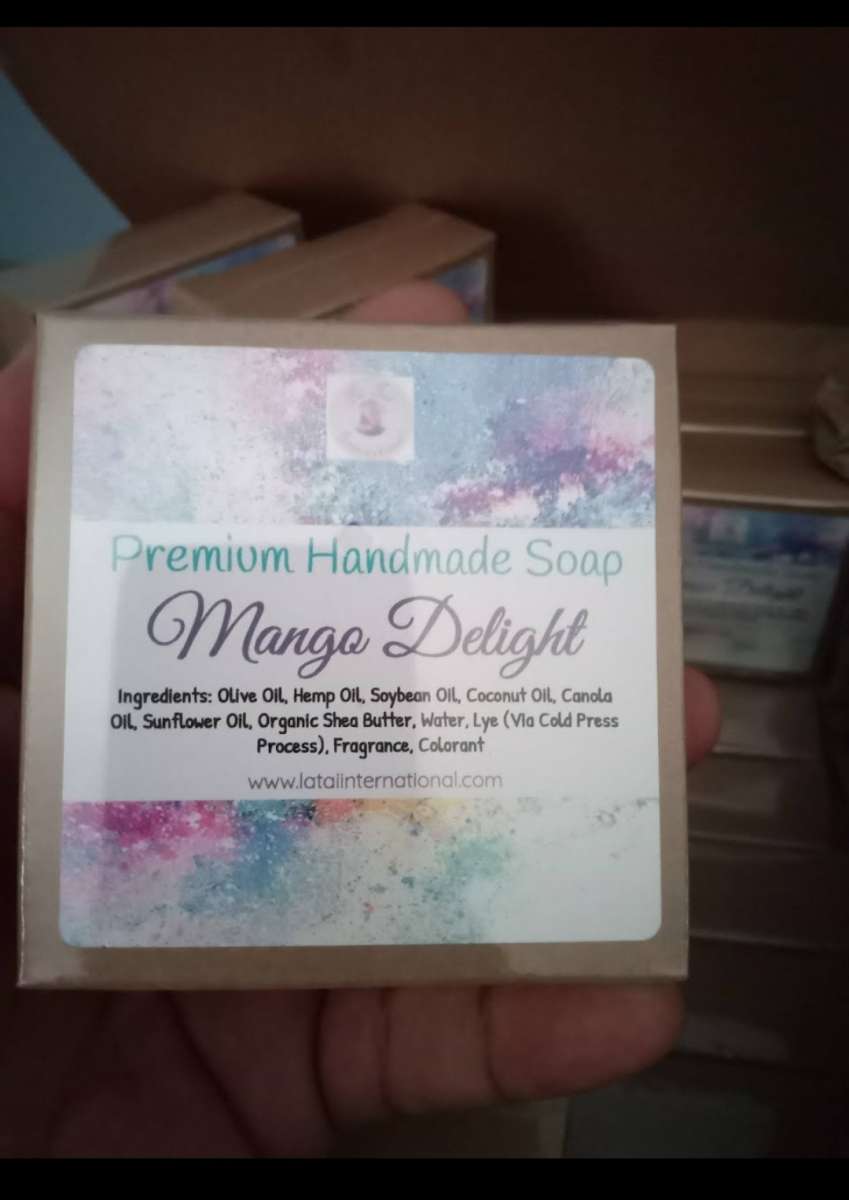 Premium Handmade Soap
Mango Delight
Ingredients: Olive Oil, Hemp Oil, Soybean Oil, Coconut Oil, Canola
Oil, Sunflower Oil, Organic Shea Butter, Water, Lye (Via Cold Press
Process), Fragrance, Colorant
www.lataiinternational.com
Delight